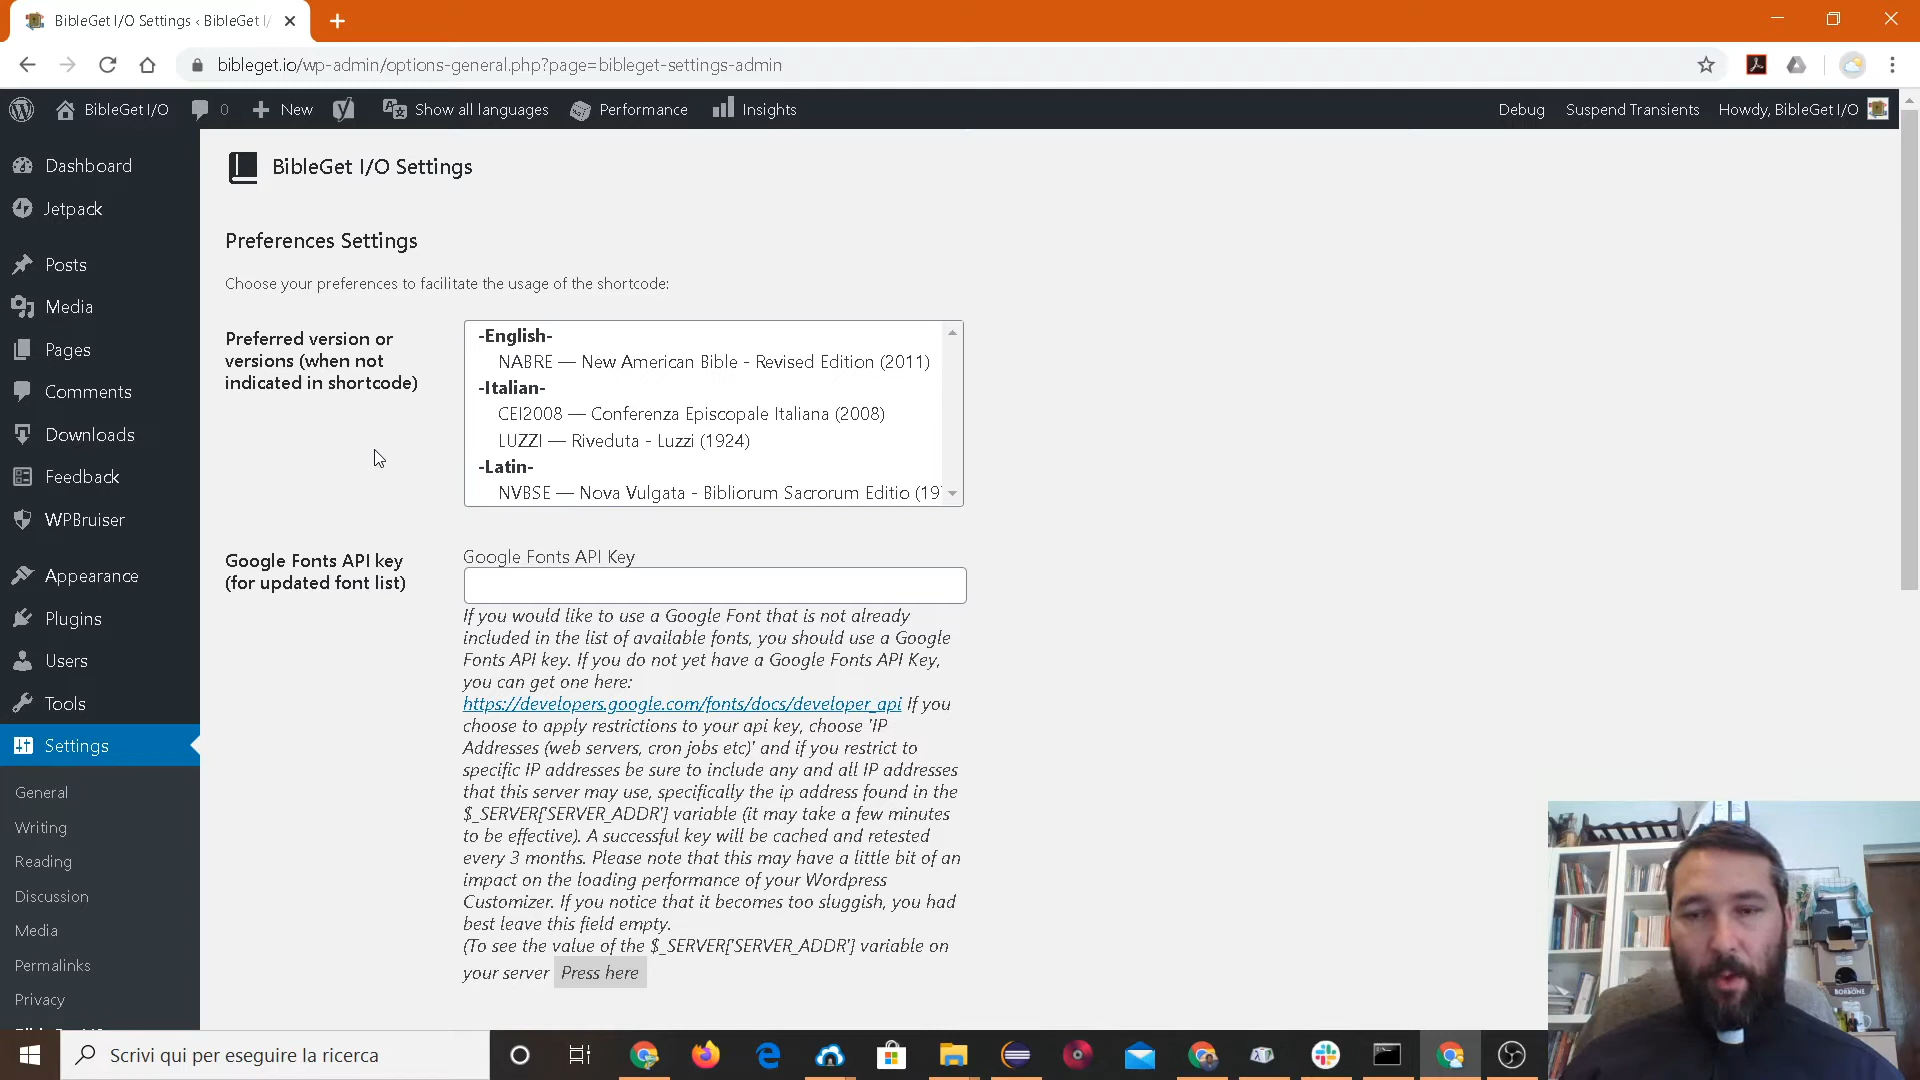 BibleGet I/O Settings ‹ BibleGet I/
bibleget.io/wp-admin/options-general.php?page=bibleget-settings-admin
BibleGet I/O
0
New
Show all languages
Performance
Insights
Debug
Suspend Transients
Howdy, BibleGet I/O
Dashboard
Jetpack
Posts
Media
Pages
Comments
Downloads
Feedback
WPBruiser
Appearance
Plugins
Users
Tools
Settings
General
Writing
Reading
Discussion
Media
Permalinks
Privacy
BibleGet I/O Settings
Preferences Settings
Choose your preferences to facilitate the usage of the shortcode:
Preferred version or
versions (when not
indicated in shortcode)
-English-
NABRE — New American Bible - Revised Edition (2011)
-Italian-
CEI2008 — Conferenza Episcopale Italiana (2008)
LUZZI — Riveduta - Luzzi (1924)
-Latin-
NVBSE — Nova Vulgata - Bibliorum Sacrorum Editio (19
Google Fonts API key
(for updated font list)
Google Fonts API Key
If you would like to use a Google Font that is not already
included in the list of available fonts, you should use a Google
Fonts API key. If you do not yet have a Google Fonts API Key,
you can get one here:
https://developers.google.com/fonts/docs/developer_api If you
choose to apply restrictions to your api key, choose 'IP
Addresses (web servers, cron jobs etc)' and if you restrict to
specific IP addresses be sure to include any and all IP addresses
that this server may use, specifically the ip address found in the
$_SERVER['SERVER_ADDR'] variable (it may take a few minutes
to be effective). A successful key will be cached and retested
every 3 months. Please note that this may have a little bit of an
impact on the loading performance of your Wordpress
Customizer. If you notice that it becomes too sluggish, you had
best leave this field empty.
(To see the value of the $_SERVER['SERVER_ADDR'] variable on
your server Press here
BORBONE
Scrivi qui per eseguire la ricerca